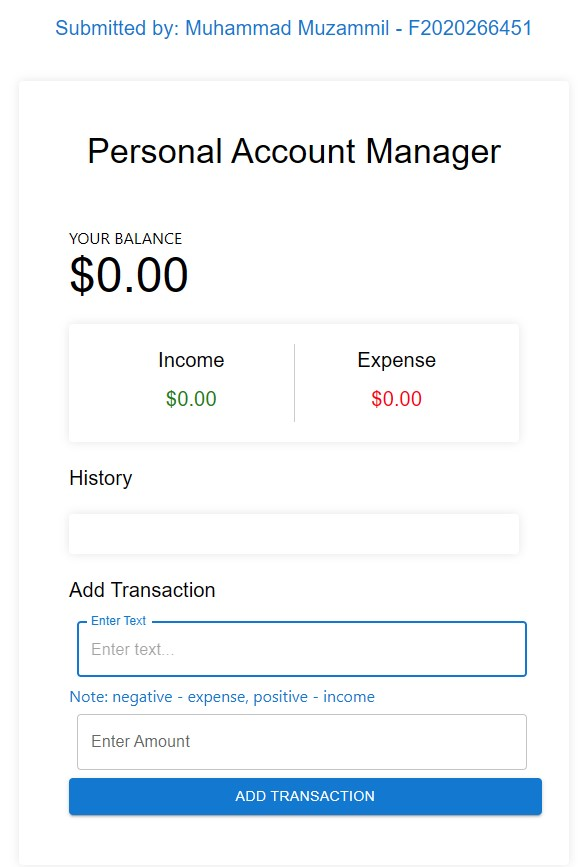 Submitted by: Muhammad Muzammil - F2020266451
Personal Account Manager
YOUR BALANCE
$0.00
Income
Expense
$0.00
$0.00
History
Add Transaction
Enter Text
Enter text...
Note: negative - expense, positive - income
Enter Amount
ADD TRANSACTION